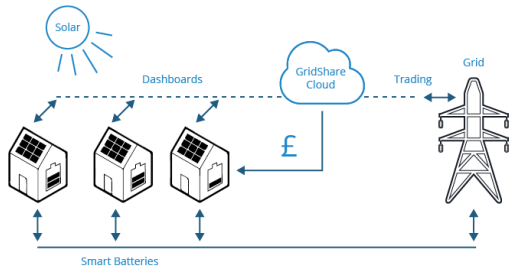 Solar
Dashboards
GridShare
Cloud
Trading
Grid
£
Smart Batteries